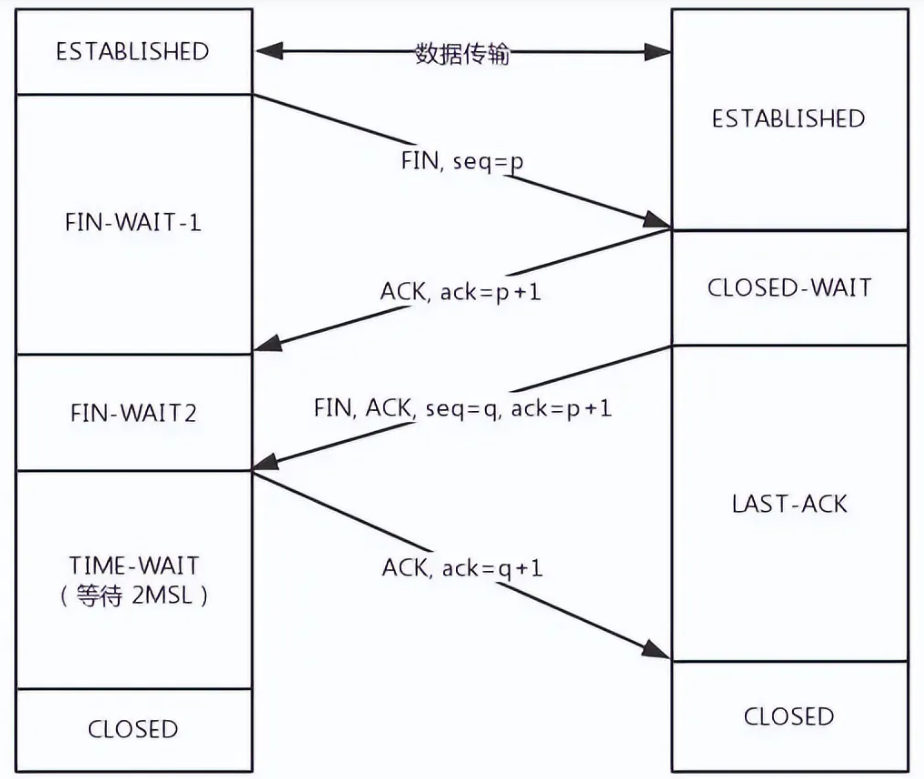 ESTABLISHED
数据传输
ESTABLISHED
FIN, seq=p
FIN-WAIT-1
ACK, ack=p+1
CLOSED-WAIT
FIN-WAIT2
FIN, ACK, seq=q, ack=p+1
LAST-ACK
TIME-WAIT
（等待 2MSL）
ACK, ack=q+1
CLOSED
CLOSED